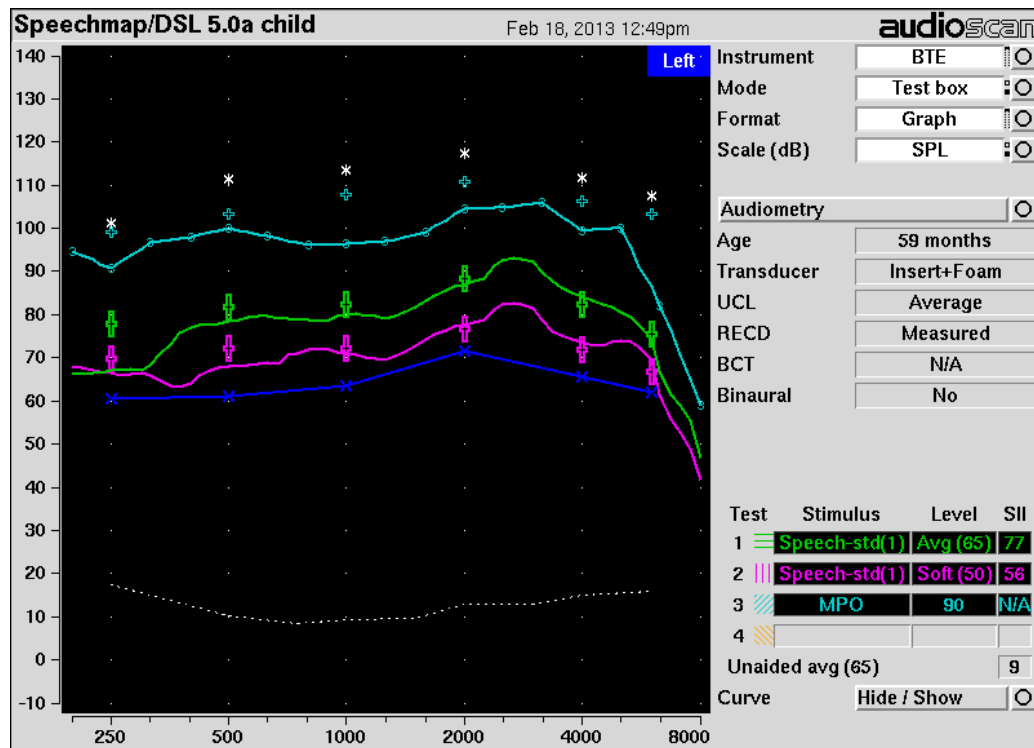 Speechmap/DSL 5.0a child Feb 18, 2013 12:49pm audioscan
Left
140
130
120
110
100
90
80
70
60
50
40
30
20
10
0
-10
250 500 1000 2000 4000 8000
Instrument BTE
Mode Test box
Format Graph
Scale (dB) SPL
Audiometry
Age 59 months
Transducer Insert+Foam
UCL Average
RECD Measured
BCT N/A
Binaural No
Test Stimulus Level SII
1 Speech-std(1) Avg (65) 77
2 Speech-std(1) Soft (50) 56
3 MPO 90 N/A
4
Unaided avg (65) 9
Curve Hide / Show